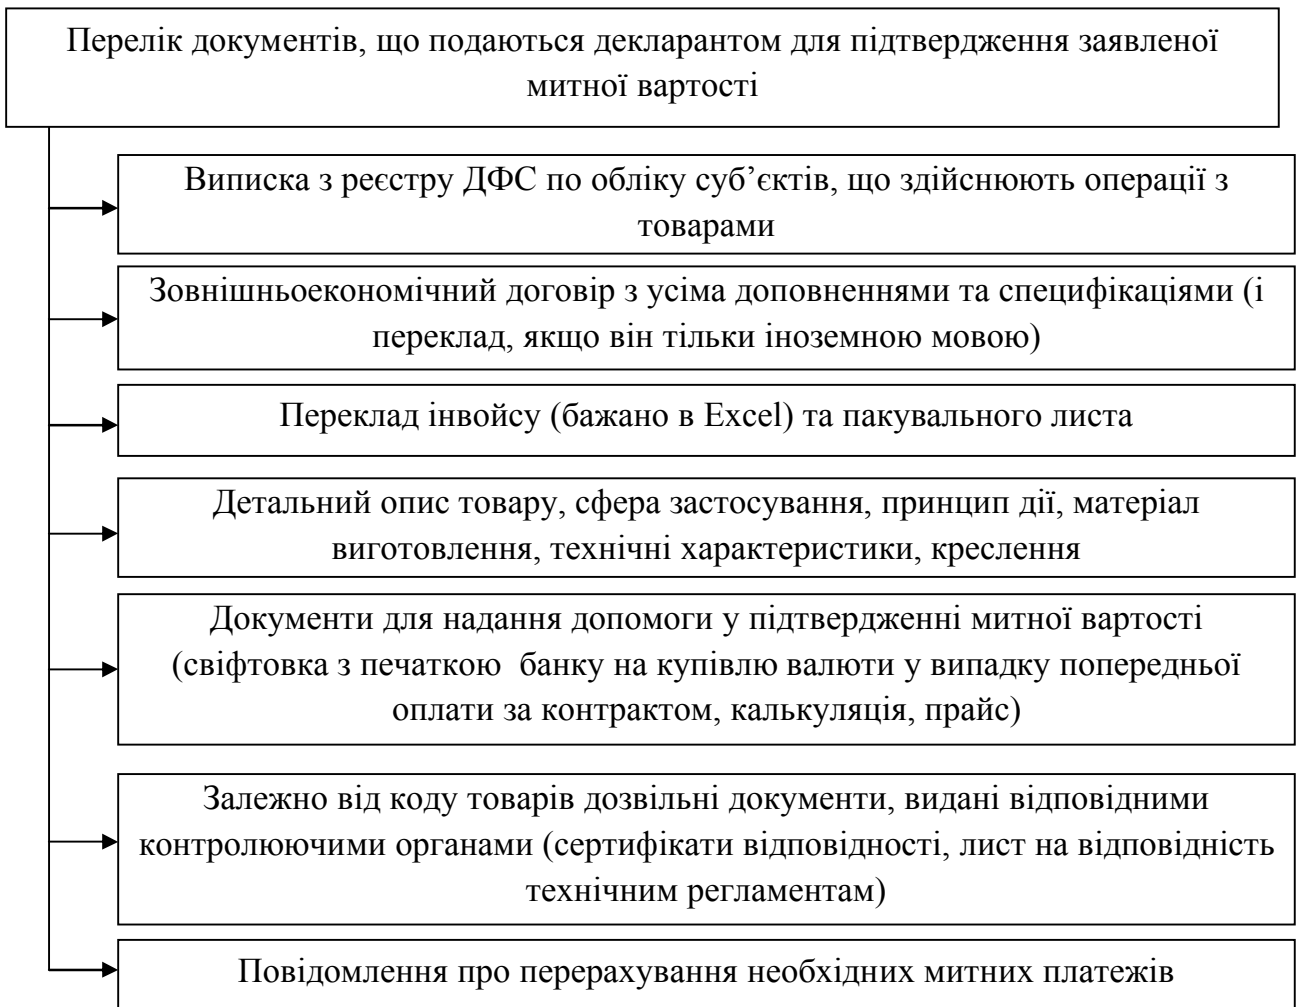 Перелік документів, що подаються декларантом для підтвердження заявленої
митної вартості
Виписка з реєстру ДФС по обліку суб’єктів, що здійснюють операції з
товарами
Зовнішньоекономічний договір з усіма доповненнями та специфікаціями (і
переклад, якщо він тільки іноземною мовою)
Переклад інвойсу (бажано в Excel) та пакувального листа
Детальний опис товару, сфера застосування, принцип дії, матеріал
виготовлення, технічні характеристики, креслення
Документи для надання допомоги у підтвердженні митної вартості
(свіфтовка з печаткою банку на купівлю валюти у випадку попередньої
оплати за контрактом, калькуляція, прайс)
Залежно від коду товарів дозвільні документи, видані відповідними
контролюючими органами (сертифікати відповідності, лист на відповідність
технічним регламентам)
Повідомлення про перерахування необхідних митних платежів